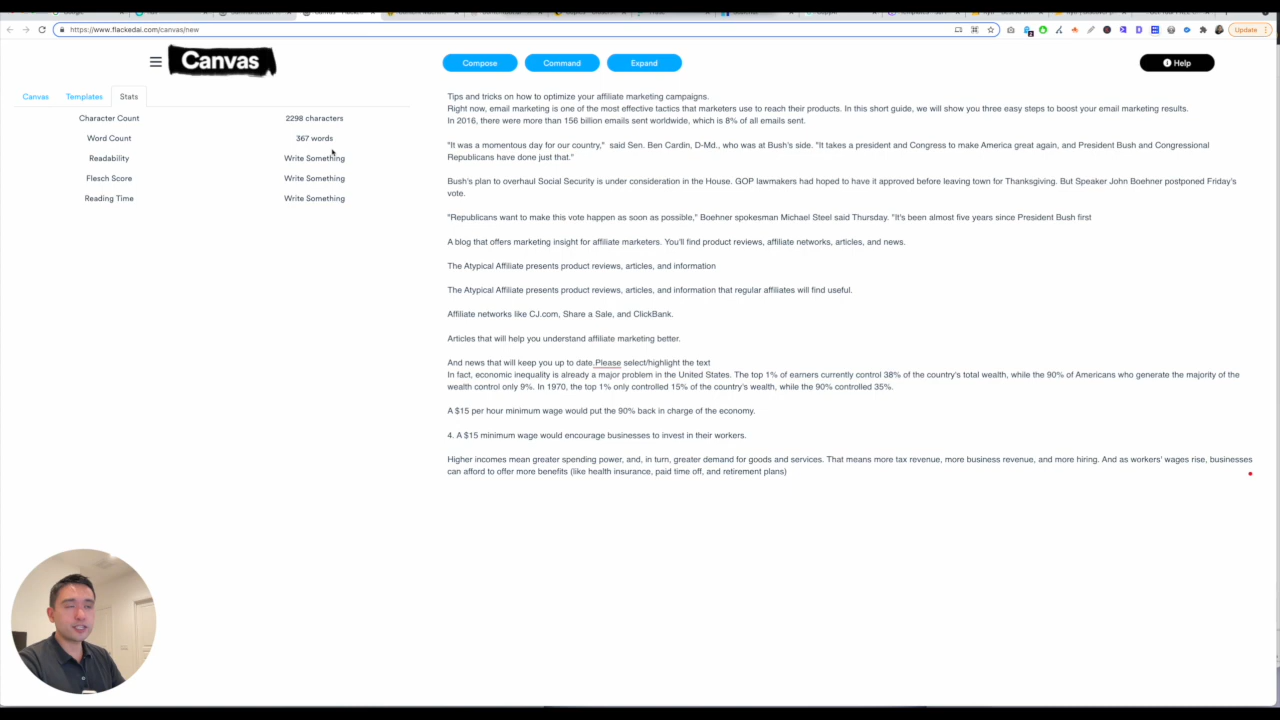 https://www.flackedai.com/canvas/new
Update
Canvas
Compose
Command
Expand
Help
Canvas
Templates
Stats
Character Count
2298 characters
Word Count
367 words
Readability
Write Something
Flesch Score
Write Something
Reading Time
Write Something
Tips and tricks on how to optimize your affiliate marketing campaigns.
Right now, email marketing is one of the most effective tactics that marketers use to reach their products. In this short guide, we will show you three easy steps to boost your email marketing results.
In 2016, there were more than 156 billion emails sent worldwide, which is 8% of all emails sent.
"It was a momentous day for our country," said Sen. Ben Cardin, D-Md., who was at Bush's side. "It takes a president and Congress to make America great again, and President Bush and Congressional
Republicans have done just that."
Bush's plan to overhaul Social Security is under consideration in the House. GOP lawmakers had hoped to have it approved before leaving town for Thanksgiving. But Speaker John Boehner postponed Friday's
vote.
"Republicans want to make this vote happen as soon as possible," Boehner spokesman Michael Steel said Thursday. "It's been almost five years since President Bush first
A blog that offers marketing insight for affiliate marketers. You'll find product reviews, affiliate networks, articles, and news.
The Atypical Affiliate presents product reviews, articles, and information
The Atypical Affiliate presents product reviews, articles, and information that regular affiliates will find useful.
Affiliate networks like CJ.com, Share a Sale, and ClickBank.
Articles that will help you understand affiliate marketing better.
And news that will keep you up to date.Please select/highlight the text
In fact, economic inequality is already a major problem in the United States. The top 1% of earners currently control 38% of the country's total wealth, while the 90% of Americans who generate the majority of the
wealth control only 9%. In 1970, the top 1% only controlled 15% of the country's wealth, while the 90% controlled 35%.
A $15 per hour minimum wage would put the 90% back in charge of the economy.
4. A $15 minimum wage would encourage businesses to invest in their workers.
Higher incomes mean greater spending power, and, in turn, greater demand for goods and services. That means more tax revenue, more business revenue, and more hiring. And as workers' wages rise, businesses
can afford to offer more benefits (like health insurance, paid time off, and retirement plans)